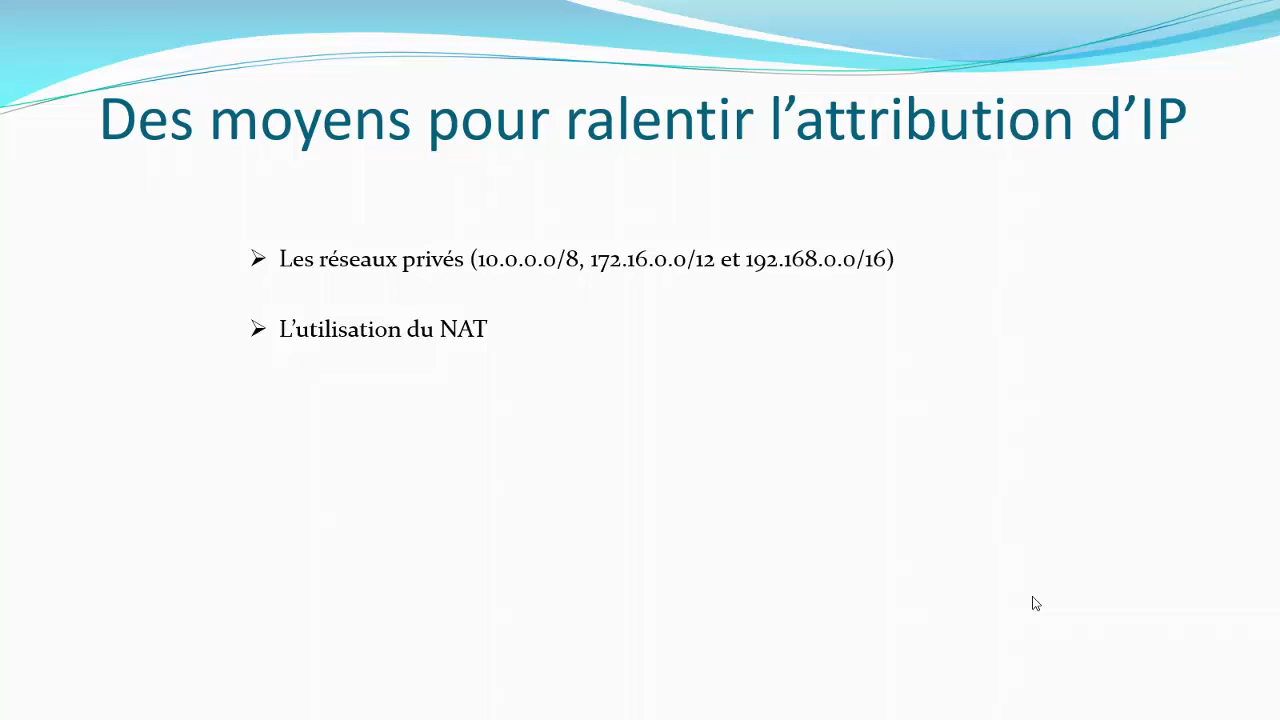 Des moyens pour ralentir l’attribution d’IP
Les réseaux privés (10.0.0.0/8, 172.16.0.0/12 et 192.168.0.0/16)
L’utilisation du NAT